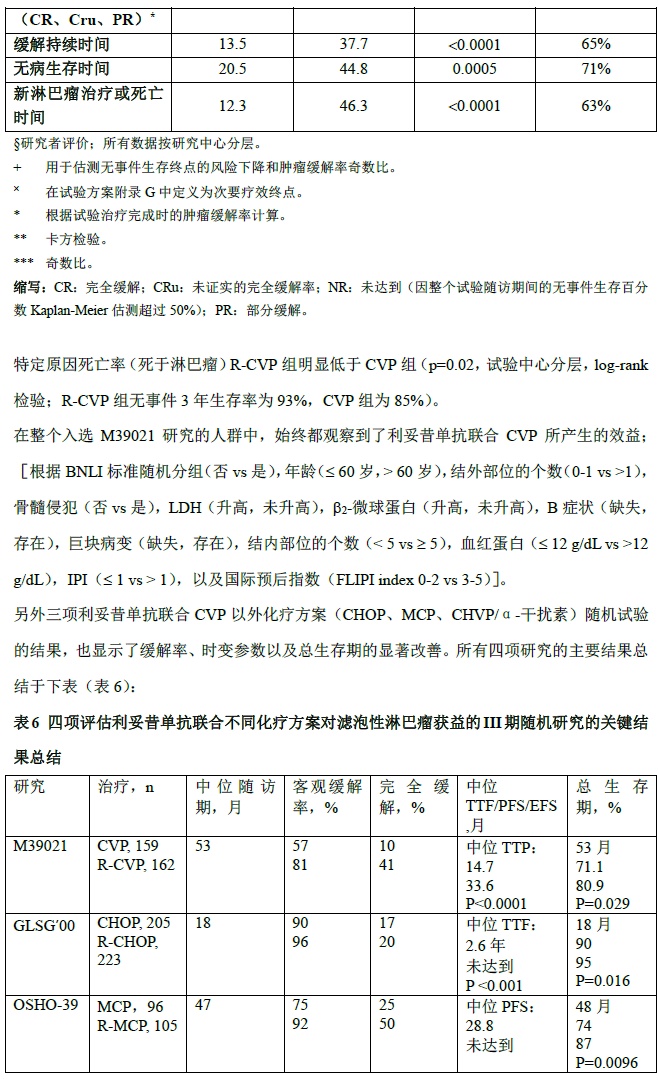 （CR、Cru、PR）*
缓解持续时间 13.5 37.7 <0.0001 65%
无病生存时间 20.5 44.8 0.0005 71%
新淋巴瘤治疗或死亡时间 12.3 46.3 <0.0001 63%
§研究者评价；所有数据按研究中心分层。
+ 用于估测无事件生存终点的风险下降和肿瘤缓解率奇数比。
× 在试验方案附录 G 中定义为次要疗效终点。
* 根据试验治疗完成时的肿瘤缓解率计算。
** 卡方检验。
*** 奇数比。
缩写：CR：完全缓解；CRu：未证实的完全缓解率；NR：未达到（因整个试验随访期间的无事件生存百分
数 Kaplan-Meier 估测超过 50%）；PR：部分缓解。
特定原因死亡率（死于淋巴瘤）R-CVP 组明显低于 CVP 组（p=0.02，试验中心分层，log-rank
检验；R-CVP 组无事件 3 年生存率为 93%，CVP 组为 85%）。
在整个入选 M39021 研究的人群中，始终都观察到了利妥昔单抗联合 CVP 所产生的效益；
［根据 BNLI 标准随机分组（否 vs 是），年龄（≤ 60 岁，> 60 岁），结外部位的个数（0-1 vs >1），
骨髓侵犯（否 vs 是），LDH（升高，未升高），β₂-微球蛋白（升高，未升高），B 症状（缺失，
存在），巨块病变（缺失，存在），结内部位的个数（< 5 vs ≥ 5），血红蛋白（≤ 12 g/dL vs >12
g/dL），IPI（≤ 1 vs > 1），以及国际预后指数（FLIPI index 0-2 vs 3-5）］。
另外三项利妥昔单抗联合 CVP 以外化疗方案（CHOP、MCP、CHVP/α-干扰素）随机试验
的结果，也显示了缓解率、时变参数以及总生存期的显著改善。所有四项研究的主要结果总
结于下表（表 6）：
表 6 四项评估利妥昔单抗联合不同化疗方案对滤泡性淋巴瘤获益的 III 期随机研究的关键结
果总结
研究 治疗，n 中位随访期，月 客观缓解率，% 完全缓解，% 中位TTF/PFS/EFS,月 总生存期，%
M39021 CVP, 159 53 57 10 中位 TTP： 53 月
R-CVP, 162 81 41 14.7 71.1
33.6 80.9
P<0.0001 P=0.029
GLSG'00 CHOP, 205 18 90 17 中位 TTF： 18 月
R-CHOP, 96 20 2.6 年 90
223 未达到 95
P <0.001 P=0.016
OSHO-39 MCP，96 47 75 25 中位 PFS： 48 月
R-MCP, 105 92 50 28.8 74
未达到 87
P=0.0096